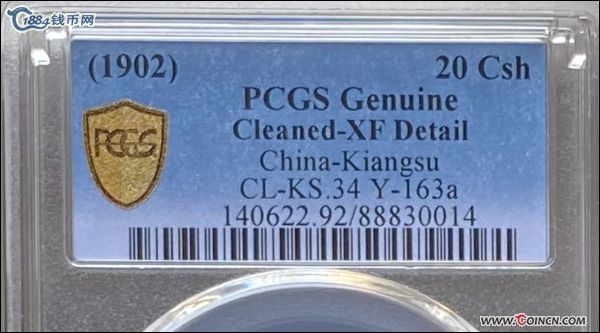 1884钱币网
(1902) 20 Csh
PCGS Genuine
PCGS
Cleaned-XF Detail
China-Kiangsu
CL-KS.34 Y-163a
140622.92/88830014
www.COINCN.com